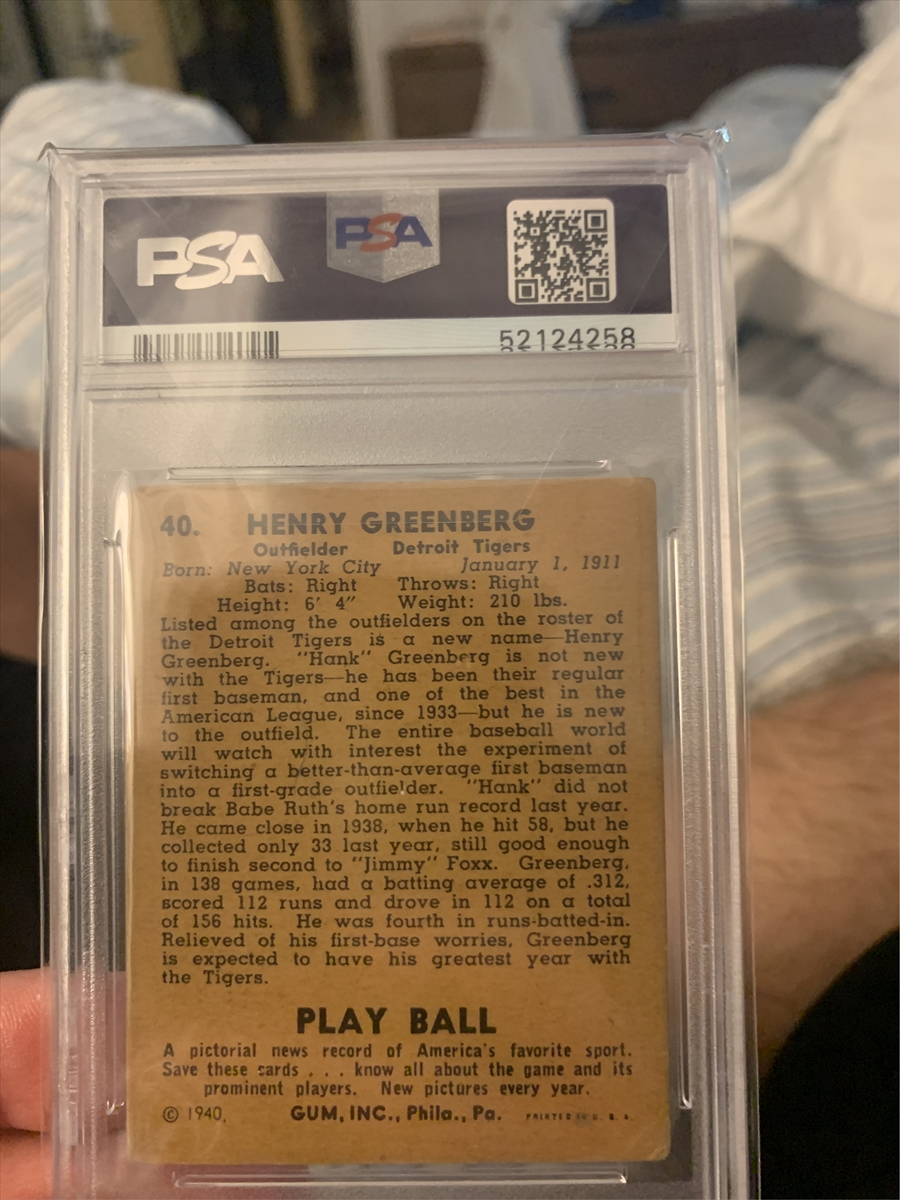 PSA PSA
52124258
40. HENRY GREENBERG
Outfielder Detroit Tigers
Born: New York City January 1, 1911
Bats: Right Throws: Right
Height: 6' 4" Weight: 210 lbs.
Listed among the outfielders on the roster of
the Detroit Tigers is a new name—Henry
Greenberg. "Hank" Greenberg is not new
with the Tigers—he has been their regular
first baseman, and one of the best in the
American League, since 1933—but he is new
to the outfield. The entire baseball world
will watch with interest the experiment of
switching a better-than-average first baseman
into a first-grade outfielder. "Hank" did not
break Babe Ruth's home run record last year.
He came close in 1938, when he hit 58, but he
collected only 33 last year, still good enough
to finish second to "Jimmy" Foxx. Greenberg,
in 138 games, had a batting average of .312,
scored 112 runs and drove in 112 on a total
of 156 hits. He was fourth in runs-batted-in.
Relieved of his first-base worries, Greenberg
is expected to have his greatest year with
the Tigers.
PLAY BALL
A pictorial news record of America's favorite sport.
Save these cards . . . know all about the game and its
prominent players. New pictures every year.
© 1940, GUM, INC., Phila., Pa. PRINTED IN U. S. A.